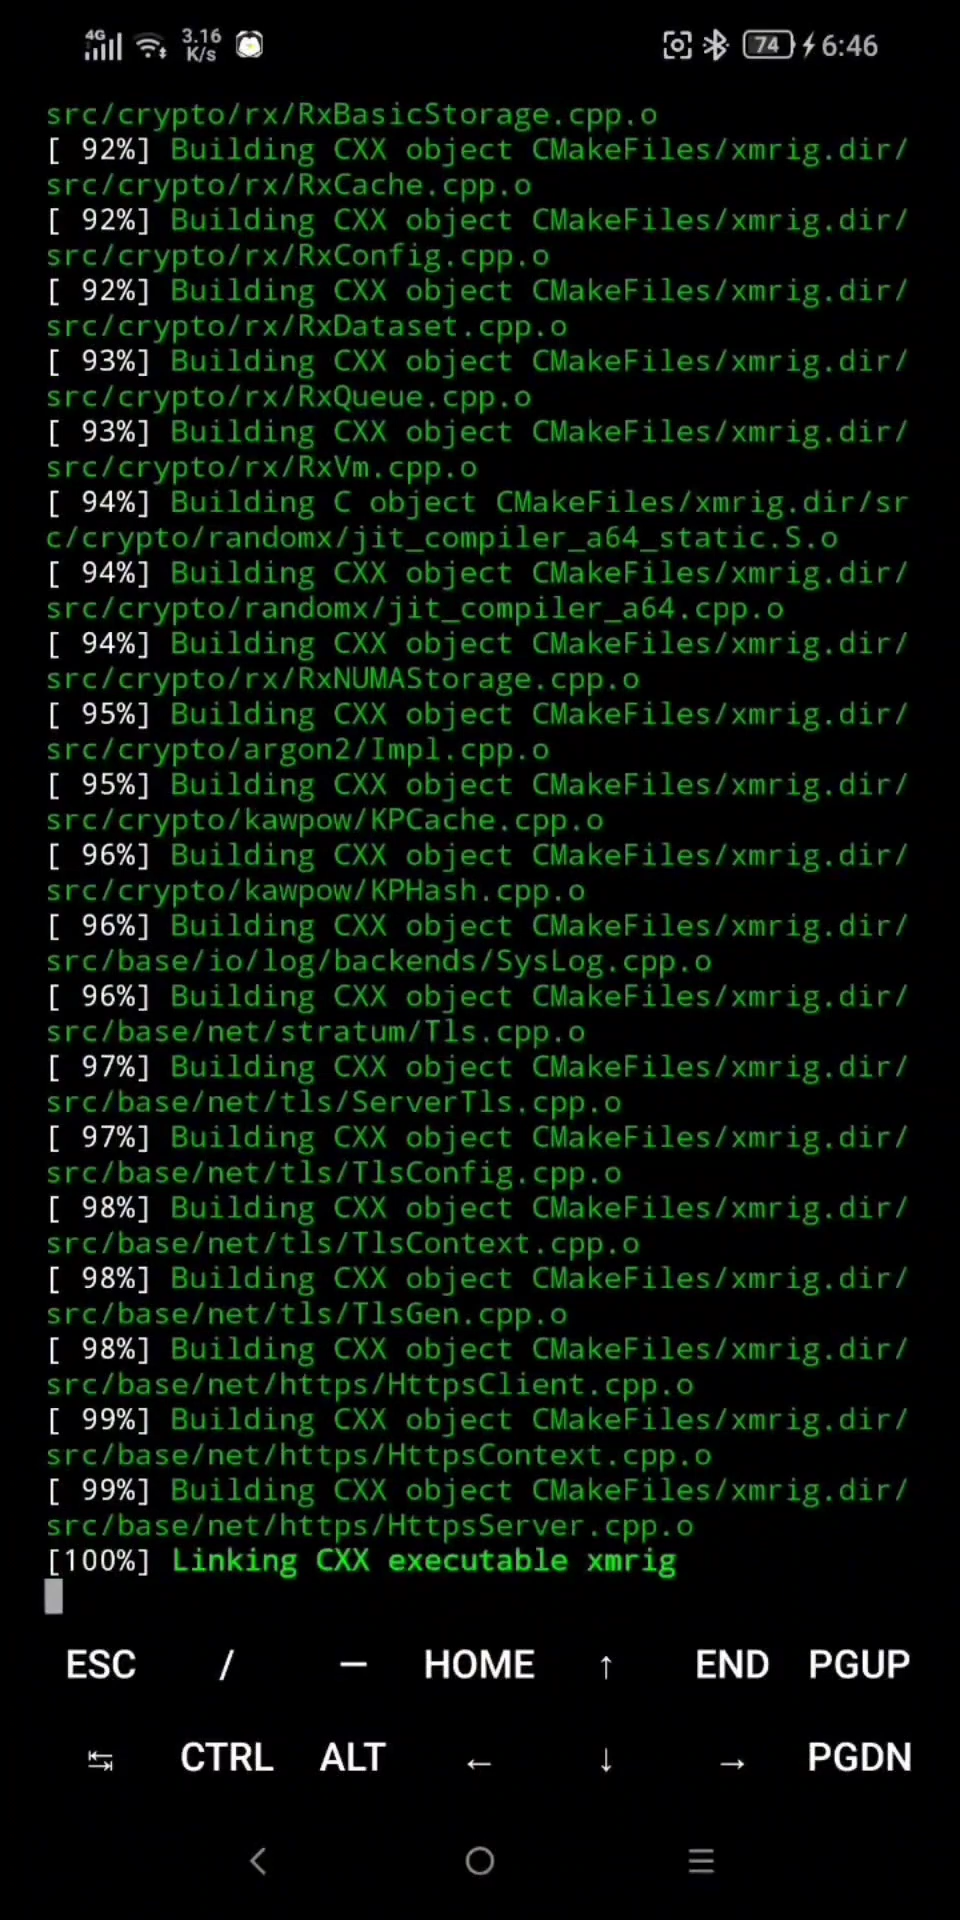 4G 3.16 K/s 74 6:46
src/crypto/rx/RxBasicStorage.cpp.o
[ 92%] Building CXX object CMakeFiles/xmrig.dir/
src/crypto/rx/RxCache.cpp.o
[ 92%] Building CXX object CMakeFiles/xmrig.dir/
src/crypto/rx/RxConfig.cpp.o
[ 92%] Building CXX object CMakeFiles/xmrig.dir/
src/crypto/rx/RxDataset.cpp.o
[ 93%] Building CXX object CMakeFiles/xmrig.dir/
src/crypto/rx/RxQueue.cpp.o
[ 93%] Building CXX object CMakeFiles/xmrig.dir/
src/crypto/rx/RxVm.cpp.o
[ 94%] Building C object CMakeFiles/xmrig.dir/sr
c/crypto/randomx/jit_compiler_a64_static.S.o
[ 94%] Building CXX object CMakeFiles/xmrig.dir/
src/crypto/randomx/jit_compiler_a64.cpp.o
[ 94%] Building CXX object CMakeFiles/xmrig.dir/
src/crypto/rx/RxNUMAStorage.cpp.o
[ 95%] Building CXX object CMakeFiles/xmrig.dir/
src/crypto/argon2/Impl.cpp.o
[ 95%] Building CXX object CMakeFiles/xmrig.dir/
src/crypto/kawpow/KPCache.cpp.o
[ 96%] Building CXX object CMakeFiles/xmrig.dir/
src/crypto/kawpow/KPHash.cpp.o
[ 96%] Building CXX object CMakeFiles/xmrig.dir/
src/base/io/log/backends/SysLog.cpp.o
[ 96%] Building CXX object CMakeFiles/xmrig.dir/
src/base/net/stratum/Tls.cpp.o
[ 97%] Building CXX object CMakeFiles/xmrig.dir/
src/base/net/tls/ServerTls.cpp.o
[ 97%] Building CXX object CMakeFiles/xmrig.dir/
src/base/net/tls/TlsConfig.cpp.o
[ 98%] Building CXX object CMakeFiles/xmrig.dir/
src/base/net/tls/TlsContext.cpp.o
[ 98%] Building CXX object CMakeFiles/xmrig.dir/
src/base/net/tls/TlsGen.cpp.o
[ 98%] Building CXX object CMakeFiles/xmrig.dir/
src/base/net/https/HttpsClient.cpp.o
[ 99%] Building CXX object CMakeFiles/xmrig.dir/
src/base/net/https/HttpsContext.cpp.o
[ 99%] Building CXX object CMakeFiles/xmrig.dir/
src/base/net/https/HttpsServer.cpp.o
[100%] Linking CXX executable xmrig
ESC / — HOME ↑ END PGUP
↹ CTRL ALT ← ↓ → PGDN